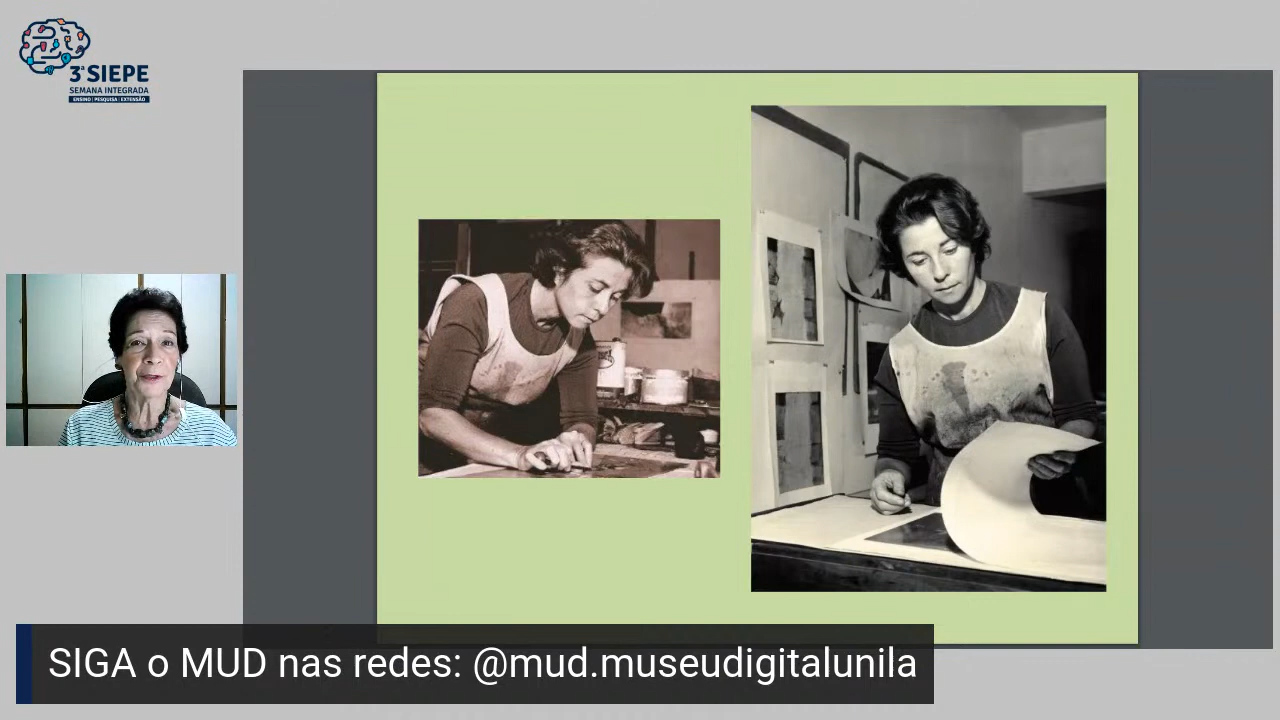 3ª SIEPE
SEMANA INTEGRADA
ENSINO | PESQUISA | EXTENSÃO
SIGA o MUD nas redes: @mud.museudigitalunila